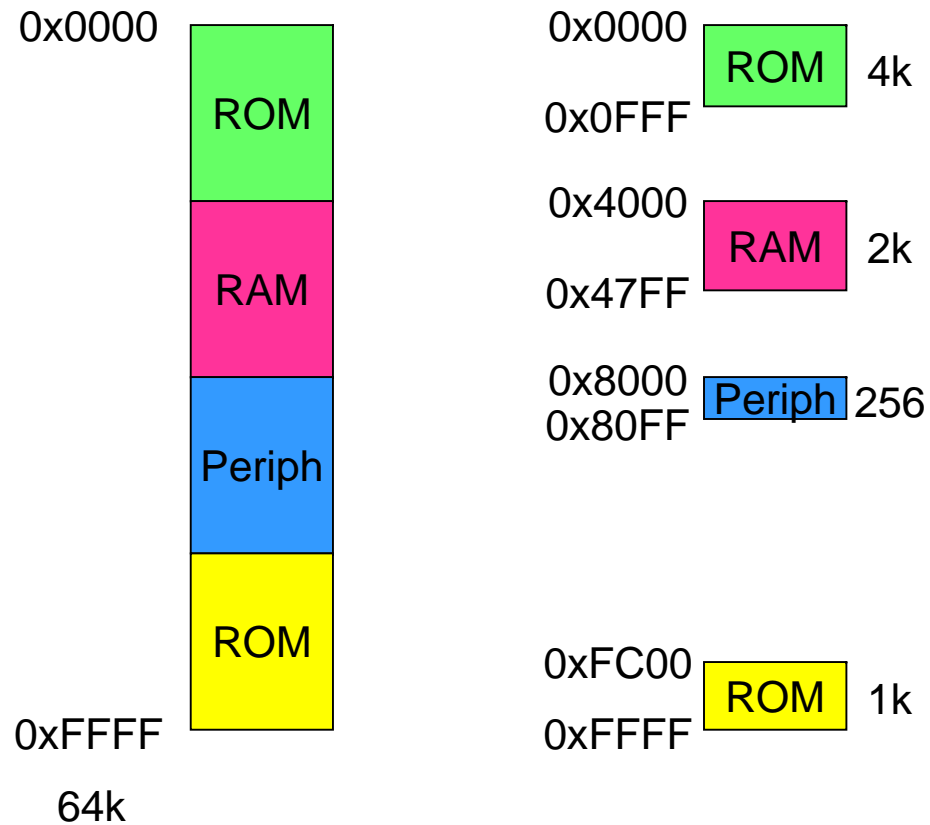 0x0000
ROM
RAM
Periph
ROM
0xFFFF
64k
0x0000
ROM 4k
0x0FFF
0x4000
RAM 2k
0x47FF
0x8000
Periph 256
0x80FF
0xFC00
ROM 1k
0xFFFF